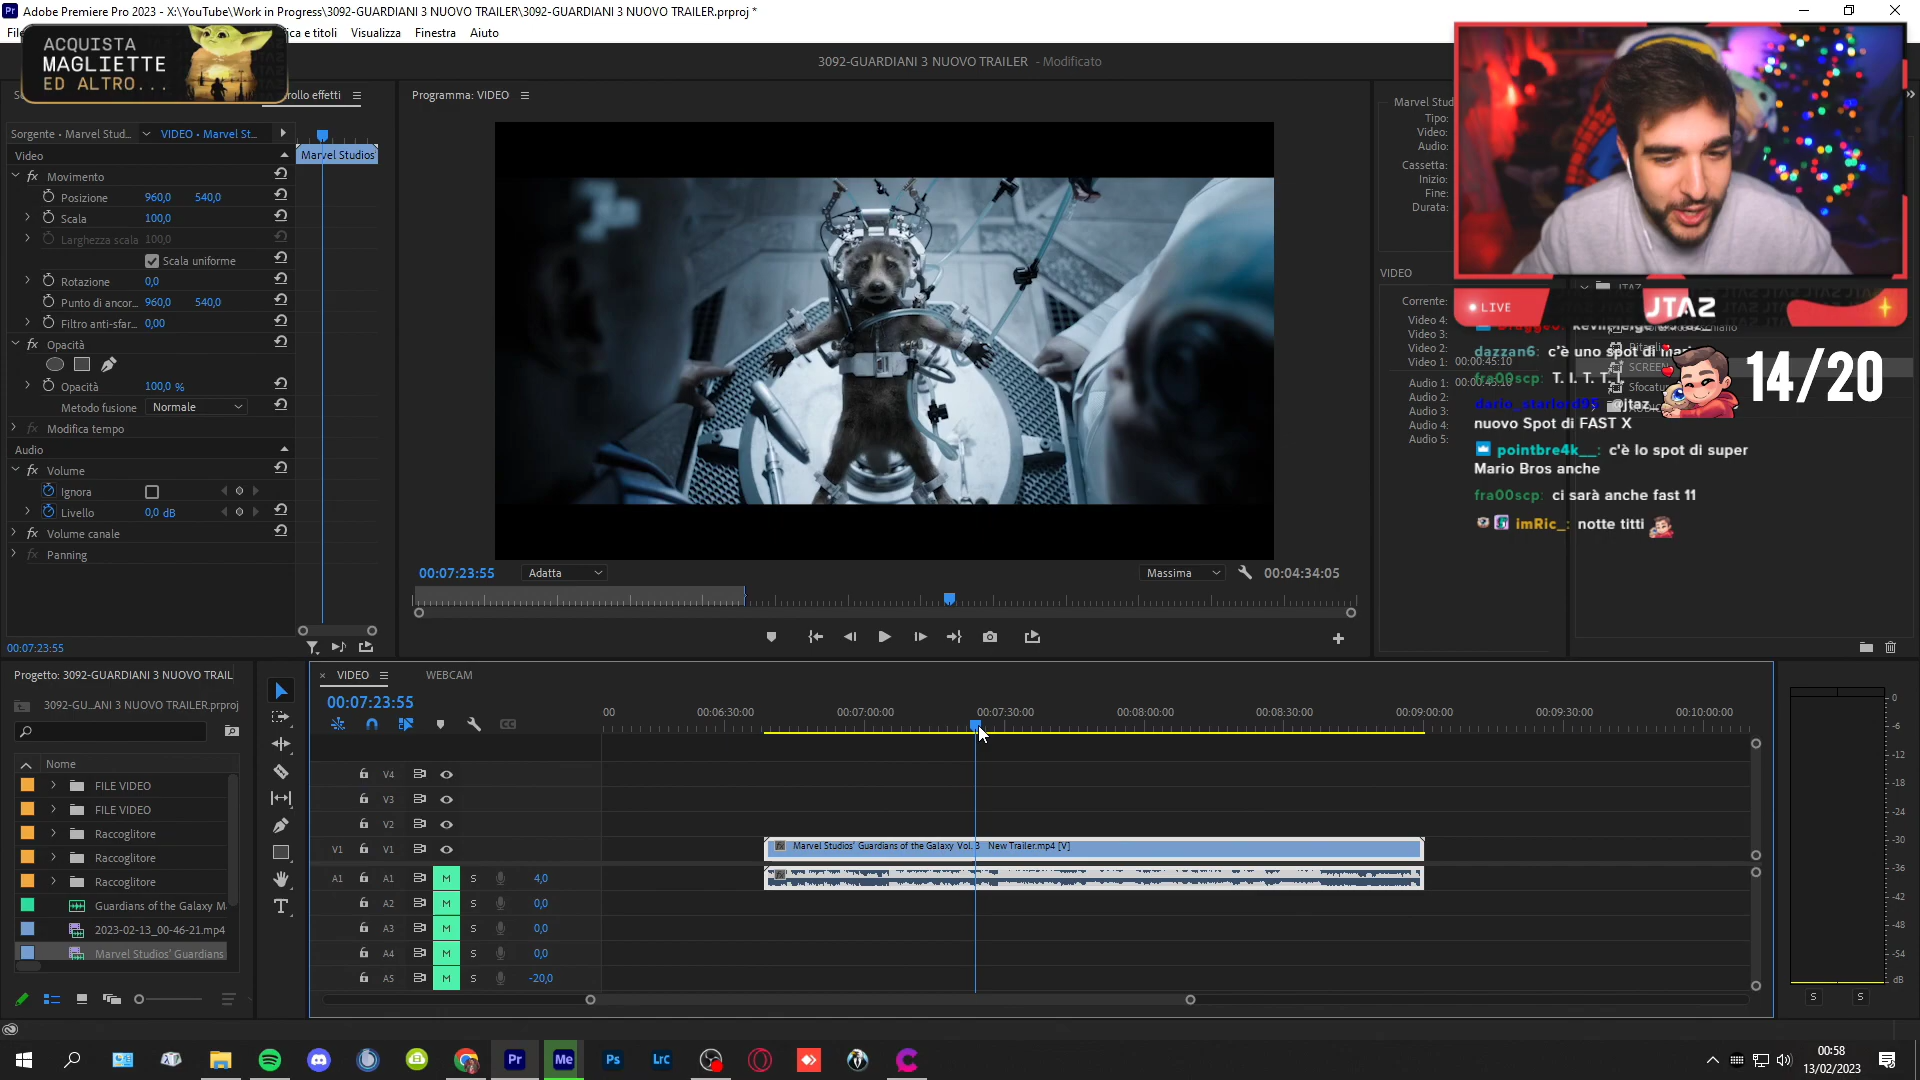 Adobe Premiere Pro 2023 - X:\YouTube\Work in Progress\3092-GUARDIANI 3 NUOVO TRAILER\3092-GUARDIANI 3 NUOVO TRAILER.prproj *
ca e titoli Visualizza Finestra Aiuto
ACQUISTA
MAGLIETTE
ED ALTRO...
3092-GUARDIANI 3 NUOVO TRAILER - Modificato
rollo effetti
Programma: VIDEO
Sorgente • Marvel Stud... VIDEO • Marvel St...
Video
Marvel Studios'
Movimento
Posizione 960,0 540,0
Scala 100,0
Larghezza scala 100,0
Scala uniforme
Rotazione 0,0
Punto di ancor... 960,0 540,0
Filtro anti-sfar... 0,00
Opacità
Opacità 100,0 %
Metodo fusione Normale
Modifica tempo
Audio
Volume
Ignora
Livello 0,0 dB
Volume canale
Panning
00:07:23:55
00:07:23:55 Adatta Massima 00:04:34:05
Marvel Stud
Tipo:
Video:
Audio:
Cassetta:
Inizio:
Fine:
Durata:
VIDEO
Corrente:
Video 4:
Video 3:
Video 2:
Video 1: 00:00:45:10
Audio 1: 00:00:45:10
Audio 2:
Audio 3:
Audio 4:
Audio 5:
LIVE JTAZ
dazzan6: c'è uno spot di mari
fra00scp: T. I. T. T. I.
dario_starlord95 @jtaz_
nuovo Spot di FAST X
pointbre4k__: c'è lo spot di super
Mario Bros anche
fra00scp: ci sarà anche fast 11
imRic_: notte titti
14/20
Progetto: 3092-GUARDIANI 3 NUOVO TRAIL
3092-GU...ANI 3 NUOVO TRAILER.prproj
Nome
FILE VIDEO
FILE VIDEO
Raccoglitore
Raccoglitore
Raccoglitore
Guardians of the Galaxy M
2023-02-13_00-46-21.mp4
Marvel Studios' Guardians
× VIDEO WEBCAM
00:07:23:55
00 00:06:30:00 00:07:00:00 00:07:30:00 00:08:00:00 00:08:30:00 00:09:00:00 00:09:30:00 00:10:00:00
V4
V3
V2
V1 V1
Marvel Studios' Guardians of the Galaxy Vol. 3 New Trailer.mp4 [V]
A1 A1 M S 4,0
A2 M S 0,0
A3 M S 0,0
A4 M S 0,0
A5 M S -20,0
0
-6
-12
-18
-24
-30
-36
-42
-48
-54
dB
S S
Pr Me Ps Lrc
00:58
13/02/2023